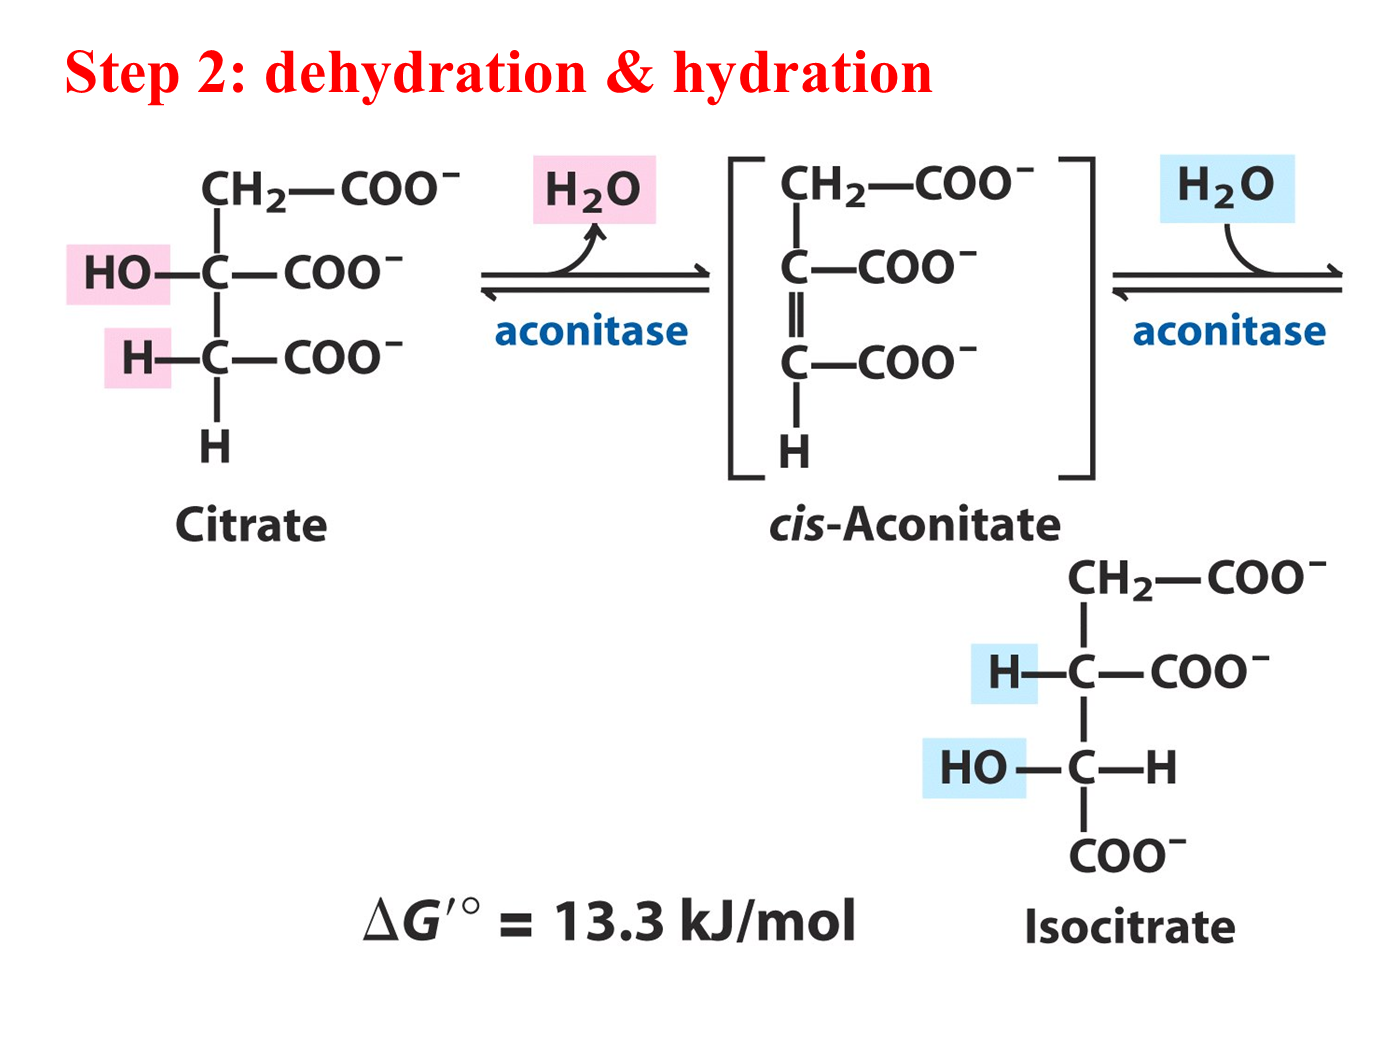 Step 2: dehydration & hydration
CH₂—COO⁻
HO—C—COO⁻
H—C—COO⁻
H
Citrate
H₂O
aconitase
CH₂—COO⁻
C—COO⁻
C—COO⁻
H
cis-Aconitate
H₂O
aconitase
CH₂—COO⁻
H—C—COO⁻
HO—C—H
COO⁻
Isocitrate
ΔG′° = 13.3 kJ/mol